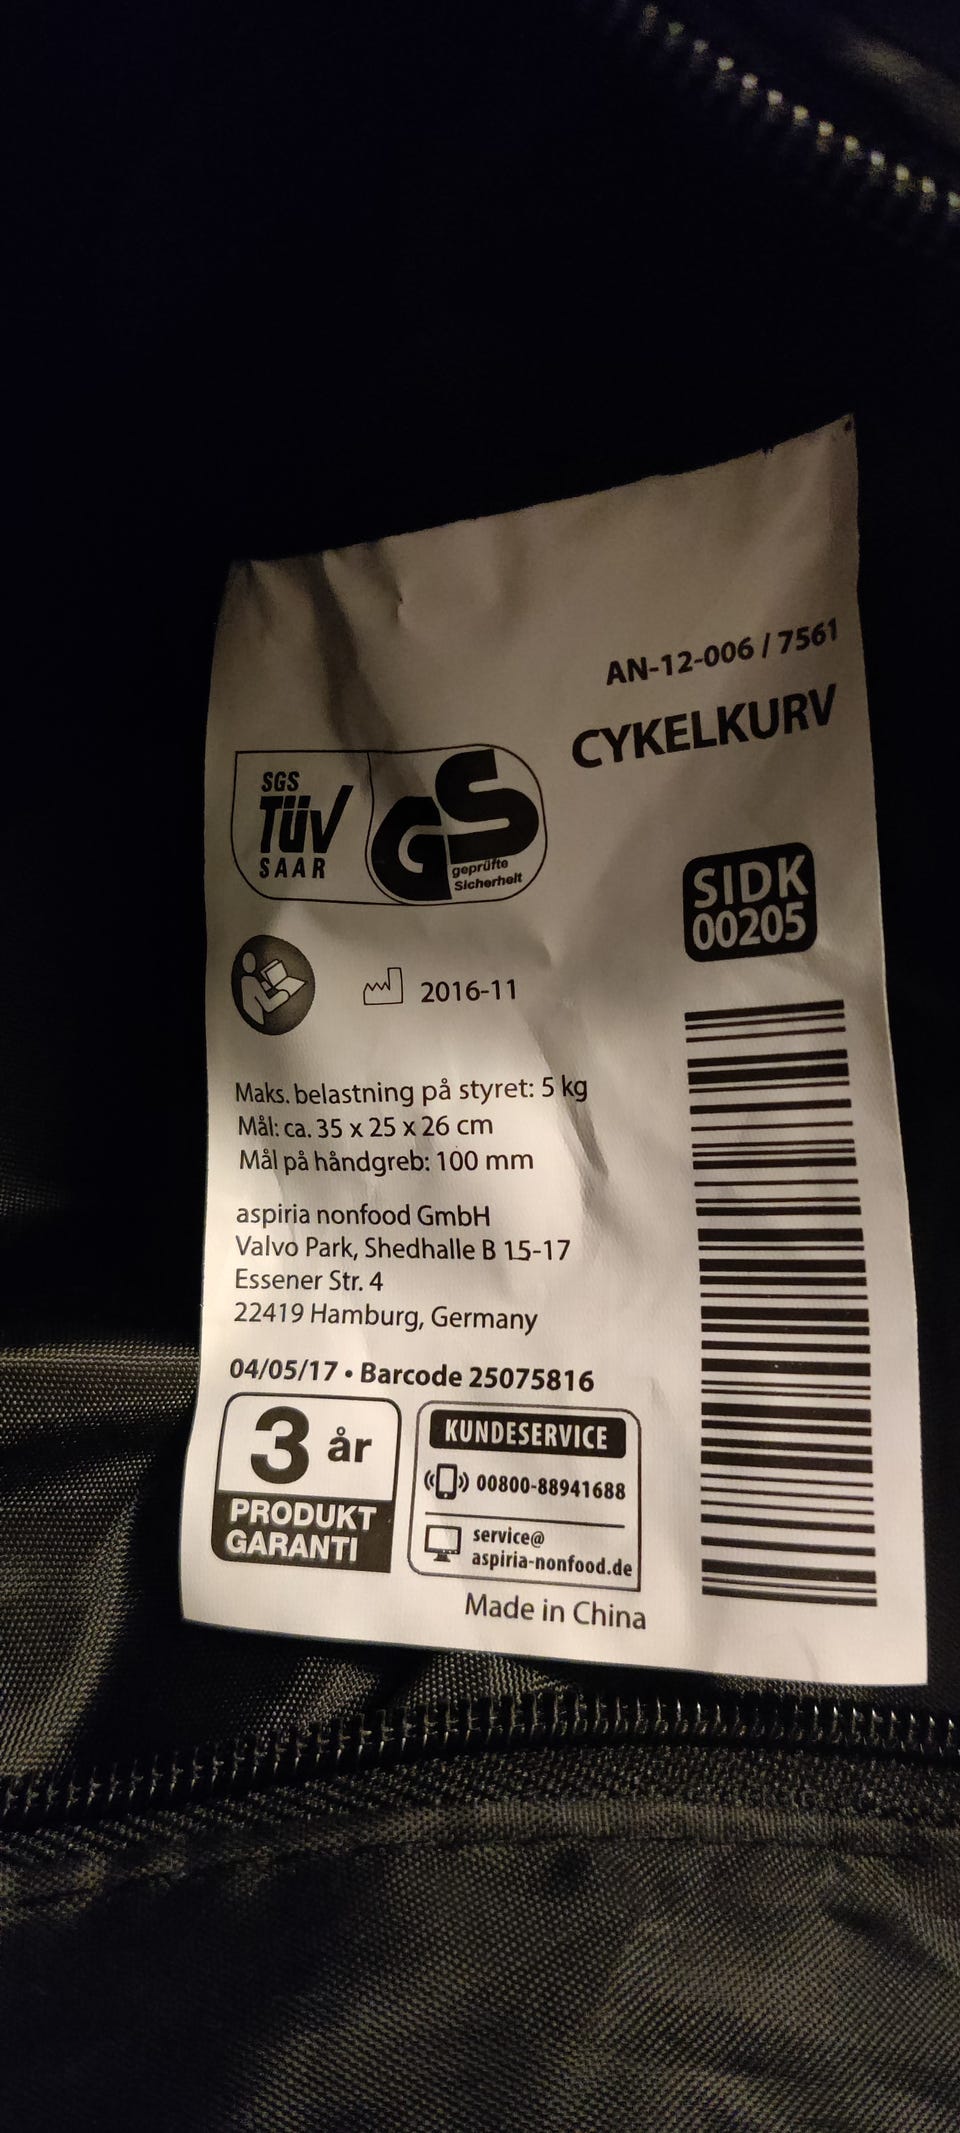 AN-12-006 / 7561
CYKELKURV
SGS
TÜV
SAAR
GS
geprüfte
Sicherheit
SIDK
00205
2016-11
Maks. belastning på styret: 5 kg
Mål: ca. 35 x 25 x 26 cm
Mål på håndgreb: 100 mm
aspiria nonfood GmbH
Valvo Park, Shedhalle B 15-17
Essener Str. 4
22419 Hamburg, Germany
04/05/17 • Barcode 25075816
3 år
PRODUKT
GARANTI
KUNDESERVICE
00800-88941688
service@
aspiria-nonfood.de
Made in China